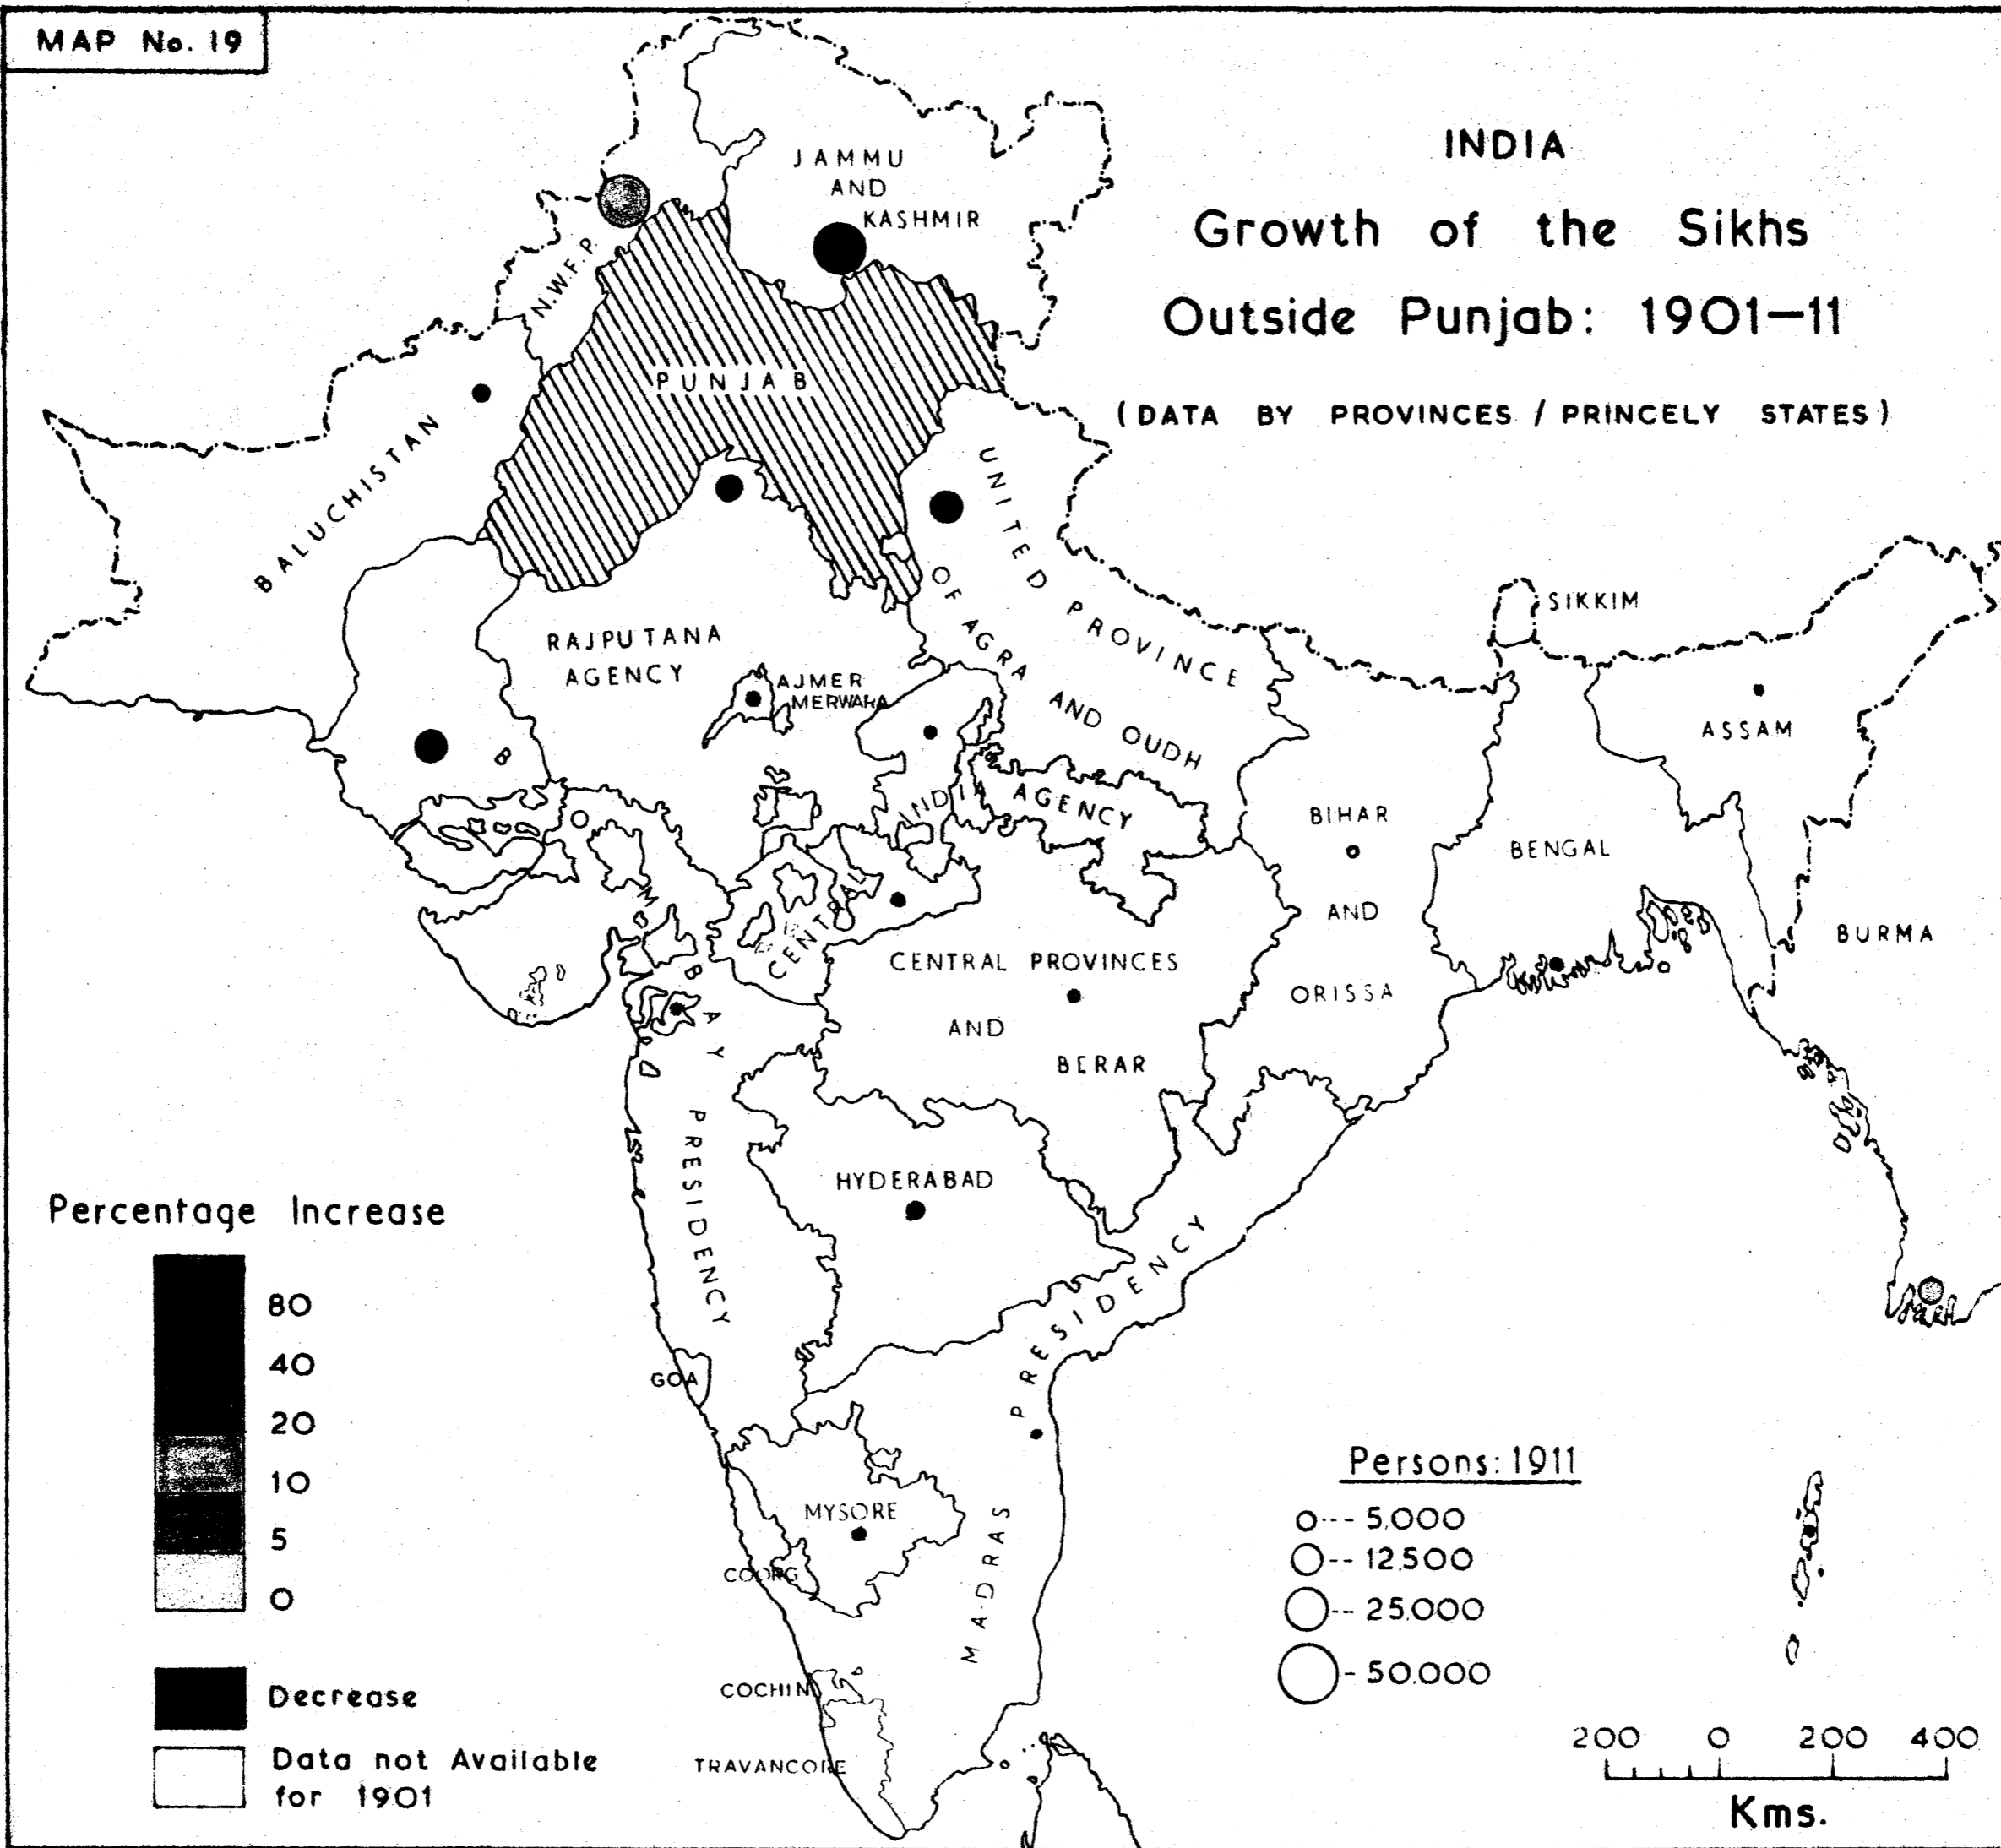 MAP No. 19
INDIA
Growth of the Sikhs
Outside Punjab: 1901—11
(DATA BY PROVINCES / PRINCELY STATES)
JAMMU
AND
KASHMIR
N.W.F.P.
PUNJAB
BALUCHISTAN
UNITED PROVINCE
OF AGRA AND OUDH
SIKKIM
RAJPUTANA
AGENCY
AJMER
MERWARA
ASSAM
CENTRAL INDIA AGENCY
BIHAR
AND
ORISSA
BENGAL
BURMA
BOMBAY PRESIDENCY
CENTRAL PROVINCES
AND
BERAR
HYDERABAD
GOA
MADRAS PRESIDENCY
MYSORE
COORG
COCHIN
TRAVANCORE
Percentage Increase
80
40
20
10
5
0
Decrease
Data not Available
for 1901
Persons: 1911
5,000
12,500
25,000
50,000
200 0 200 400
Kms.